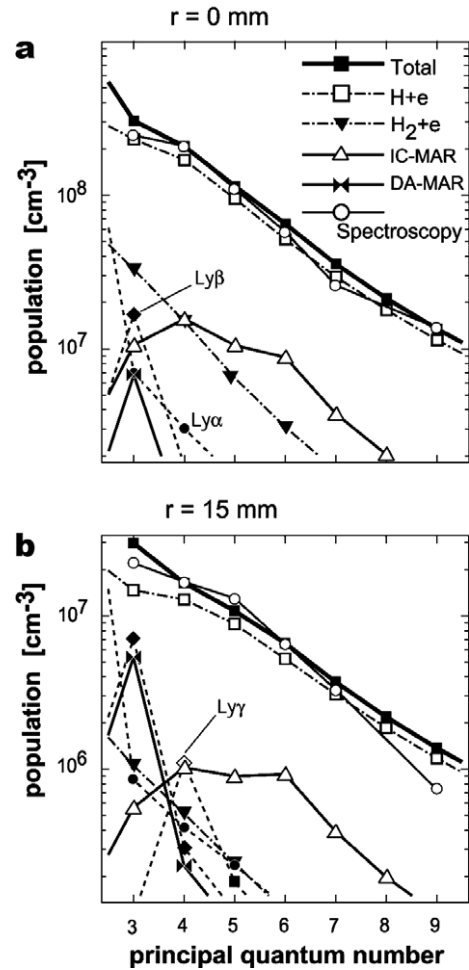 r = 0 mm
a
Total
H+e
H2+e
IC-MAR
DA-MAR
Spectroscopy
10^8
10^7
population [cm-3]
Lyβ
Lyα
r = 15 mm
b
10^7
10^6
population [cm-3]
Lyγ
3 4 5 6 7 8 9
principal quantum number